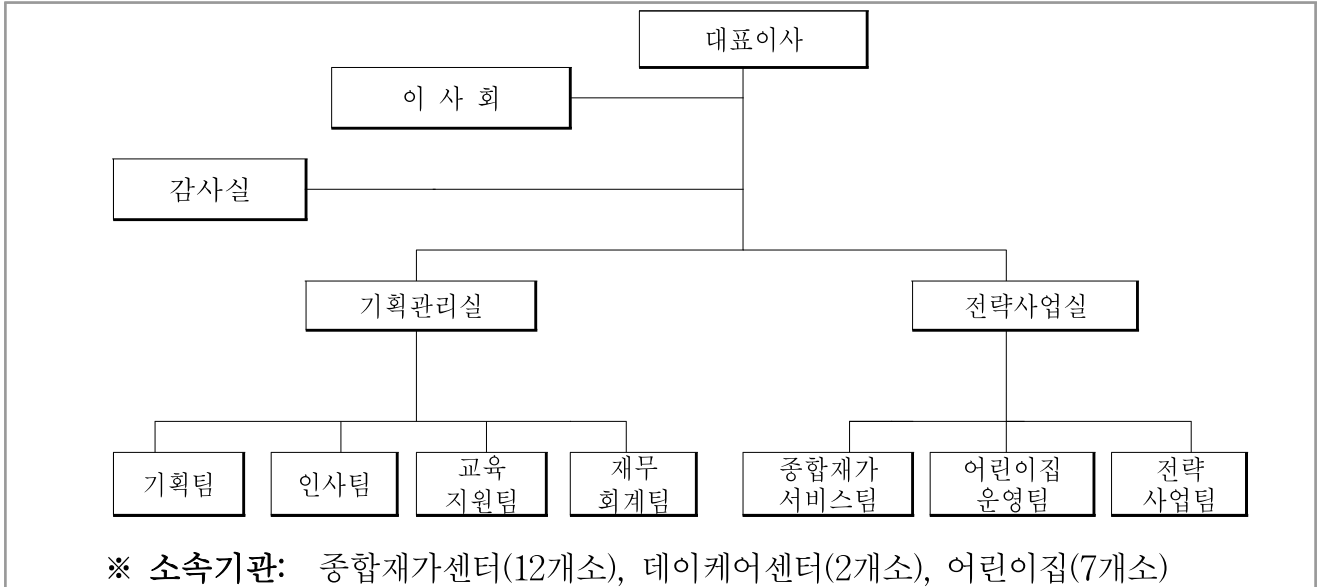 대표이사
이 사 회
감사실
기획관리실
전략사업실
기획팀
인사팀
교육
지원팀
재무
회계팀
종합재가
서비스팀
어린이집
운영팀
전략
사업팀
※ 소속기관: 종합재가센터(12개소), 데이케어센터(2개소), 어린이집(7개소)